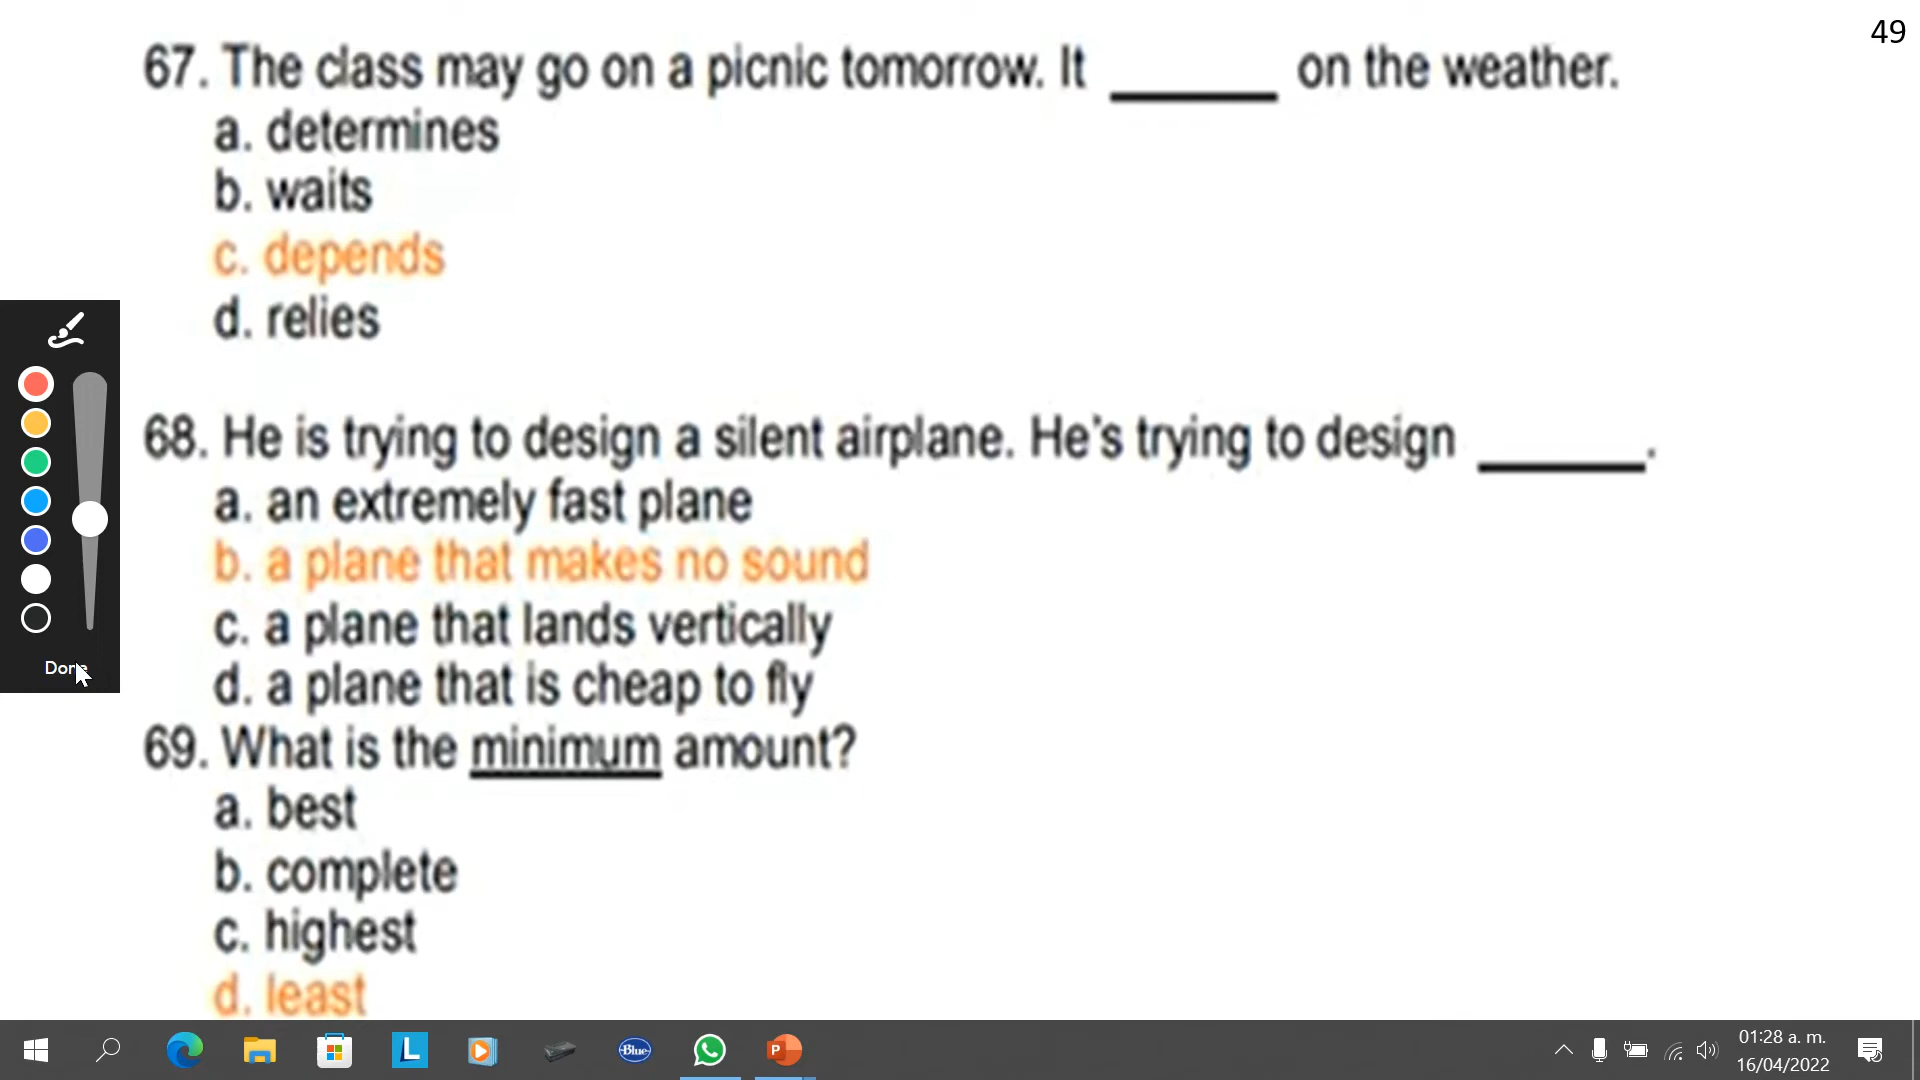 49
67. The class may go on a picnic tomorrow. It ______ on the weather.
a. determines
b. waits
c. depends
d. relies
68. He is trying to design a silent airplane. He's trying to design ______.
a. an extremely fast plane
b. a plane that makes no sound
c. a plane that lands vertically
d. a plane that is cheap to fly
69. What is the minimum amount?
a. best
b. complete
c. highest
d. least
Done
L
Blue
P
01:28 a. m.
16/04/2022